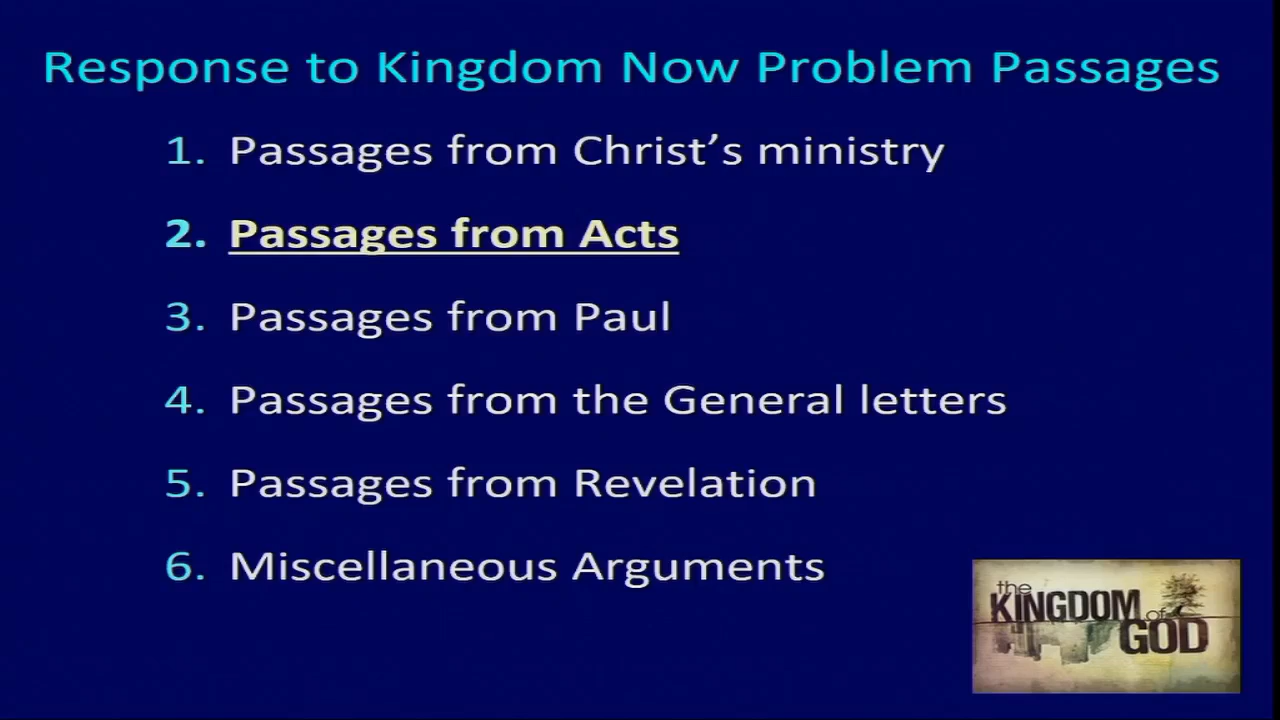 Response to Kingdom Now Problem Passages
1. Passages from Christ’s ministry
2. Passages from Acts
3. Passages from Paul
4. Passages from the General letters
5. Passages from Revelation
6. Miscellaneous Arguments
the
KINGDOM of
GOD